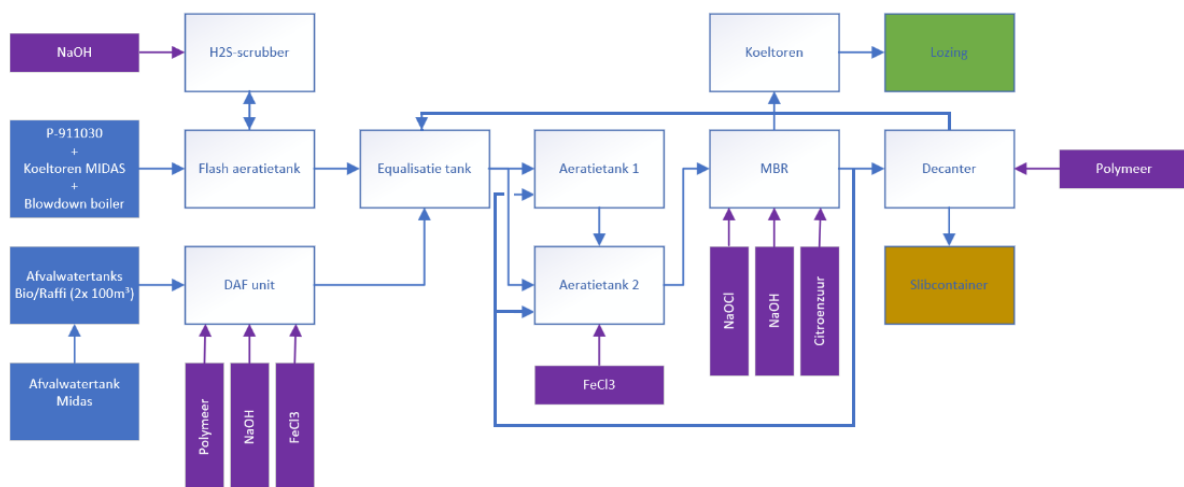 NaOH
H2S-scrubber
Koeltoren
Lozing
P-911030
+
Koeltoren MIDAS
+
Blowdown boiler
Flash aeratietank
Equalisatie tank
Aeratietank 1
MBR
Decanter
Polymeer
Afvalwatertanks
Bio/Raffi (2x 100m³)
DAF unit
Aeratietank 2
Slibcontainer
NaOCl
NaOH
Citroenzuur
Afvalwatertank
Midas
Polymeer
NaOH
FeCl3
FeCl3